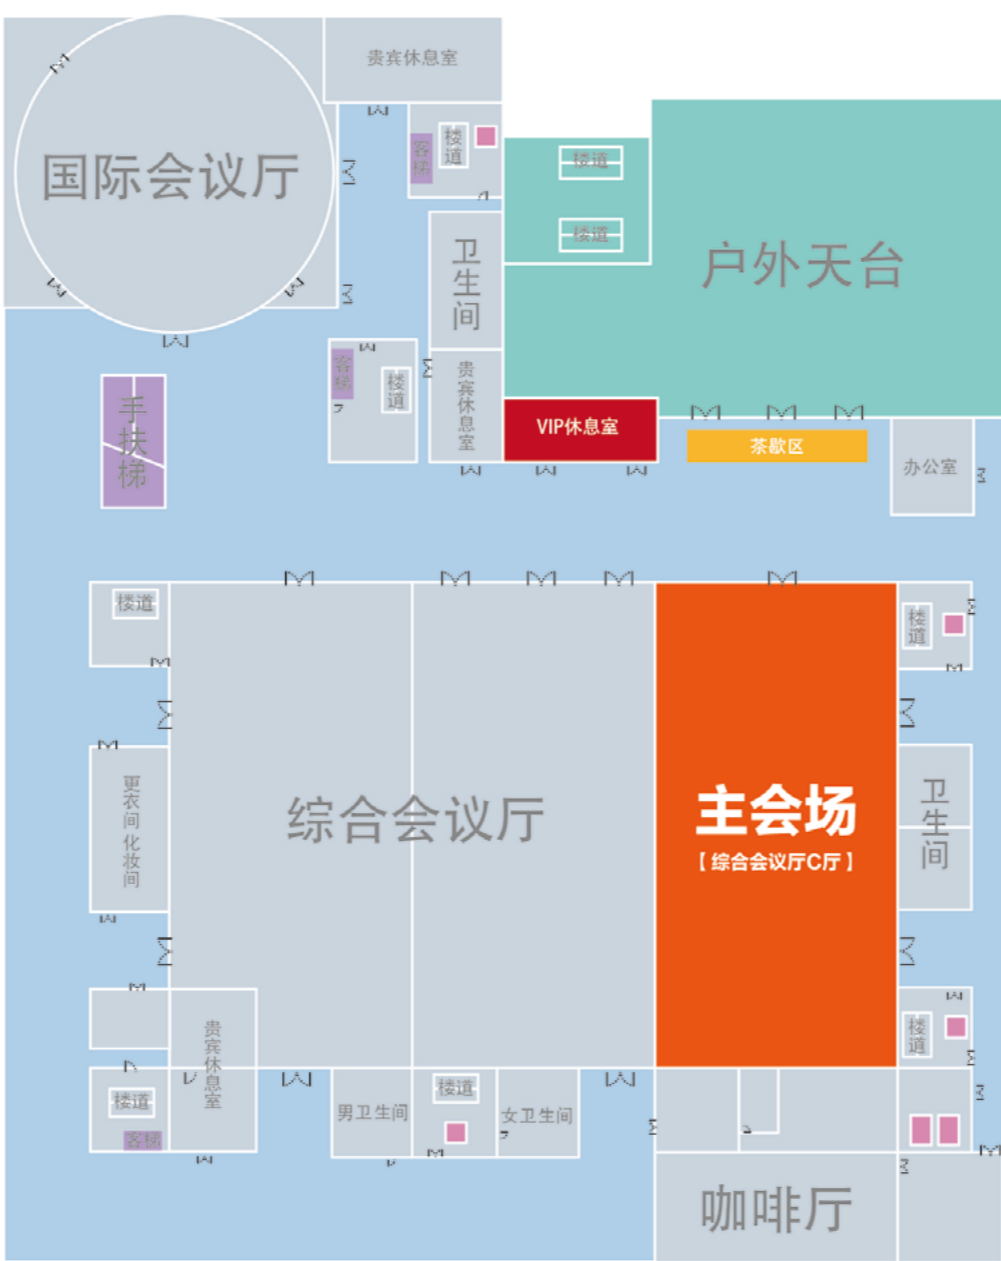 贵宾休息室
国际会议厅
客梯
楼道
楼道
楼道
户外天台
卫生间
客梯
楼道
贵宾休息室
手扶梯
VIP休息室
茶歇区
办公室
楼道
楼道
更衣间 化妆间
综合会议厅
主会场
【综合会议厅C厅】
卫生间
贵宾休息室
楼道
楼道
客梯
男卫生间
楼道
女卫生间
咖啡厅